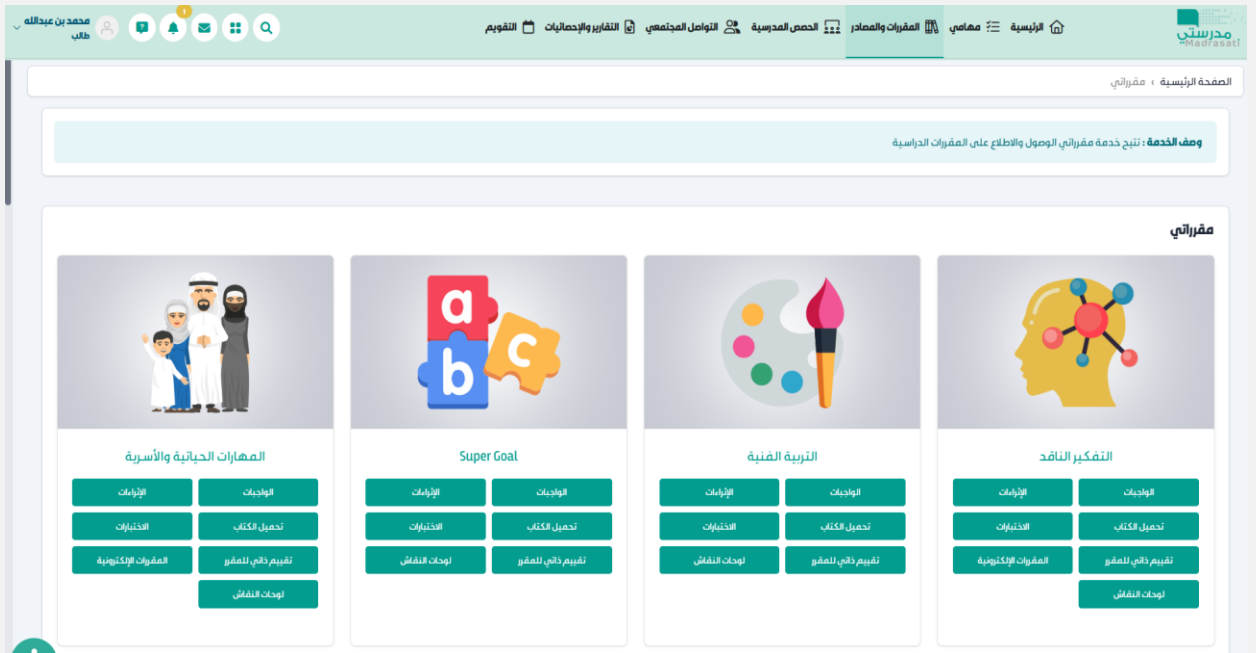 مدرستي
Madrasati
الرئيسية
مهامي
المقررات والمصادر
الحصص المدرسية
التواصل المجتمعي
التقارير والإحصائيات
التقويم
1
محمد بن عبدالله
طالب
الصفحة الرئيسية › مقرراتي
وصف الخدمة : تتيح خدمة مقرراتي الوصول والاطلاع على المقررات الدراسية
مقرراتي
التفكير الناقد
الواجبات
الإثراءات
تحميل الكتاب
الاختبارات
تقييم ذاتي للمقرر
المقررات الإلكترونية
لوحات النقاش
التربية الفنية
الواجبات
الإثراءات
تحميل الكتاب
الاختبارات
تقييم ذاتي للمقرر
لوحات النقاش
a
b
c
Super Goal
الواجبات
الإثراءات
تحميل الكتاب
الاختبارات
تقييم ذاتي للمقرر
لوحات النقاش
المهارات الحياتية والأسرية
الواجبات
الإثراءات
تحميل الكتاب
الاختبارات
تقييم ذاتي للمقرر
المقررات الإلكترونية
لوحات النقاش